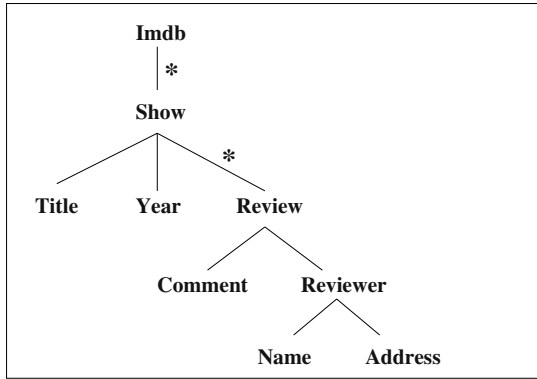 Imdb
*
Show
*
Title Year Review
Comment Reviewer
Name Address